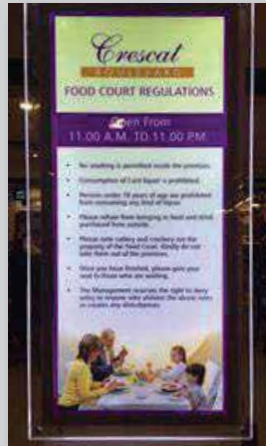 Crescat
BOULEVARD
FOOD COURT REGULATIONS
Open From
11.00 A.M. TO 11.00 P.M.
• No smoking is permitted inside the premises.
• Consumption of hard liquor is prohibited.
• Persons under 18 years of age are prohibited
from consuming any kind of liquor.
• Please refrain from bringing in food and drink
purchased from outside.
• Please note cutlery and crockery are the
property of the Food Court. Kindly do not
take them out of the premises.
• Once you have finished, please give your
seat to those who are waiting.
• The Management reserves the right to deny
entry to anyone who violates the above rules
or creates any disturbances.